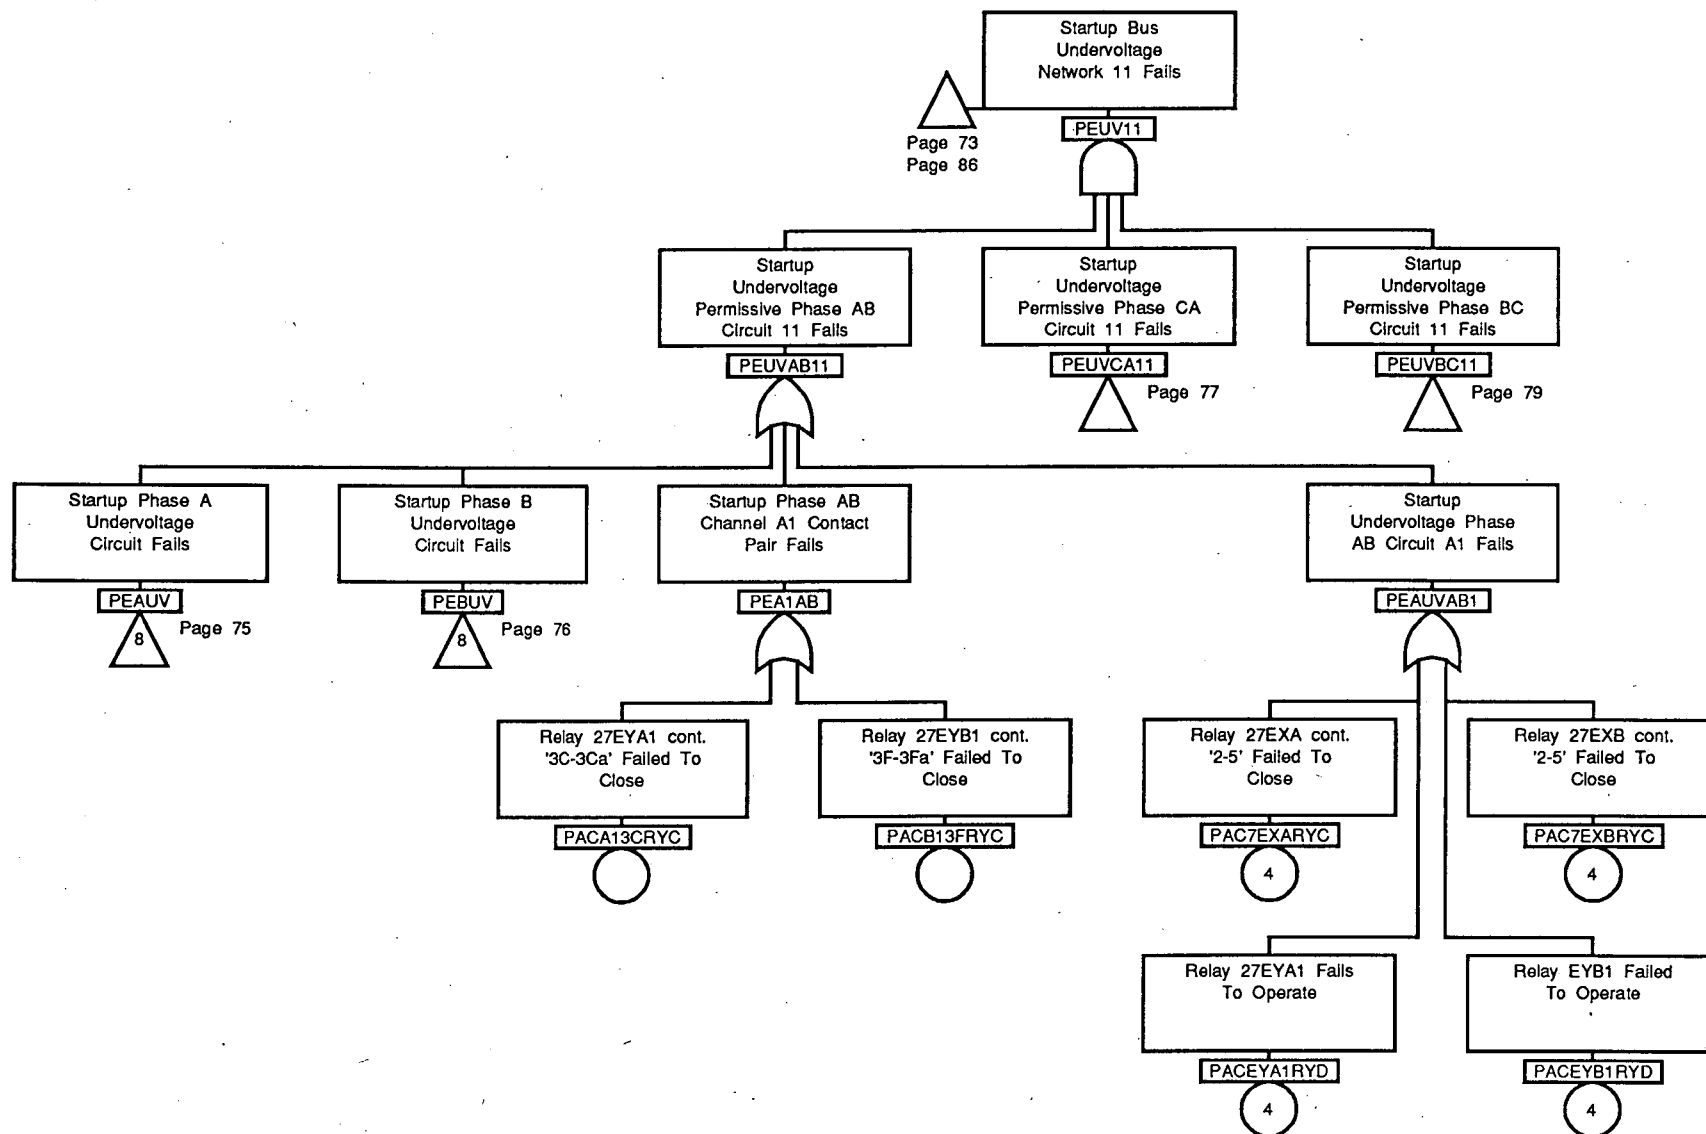 Startup Bus
Undervoltage
Network 11 Fails
Page 73
Page 86
PEUV11
Startup
Undervoltage
Permissive Phase AB
Circuit 11 Fails
PEUVAB11
Startup
Undervoltage
Permissive Phase CA
Circuit 11 Fails
PEUVCA11
Page 77
Startup
Undervoltage
Permissive Phase BC
Circuit 11 Fails
PEUVBC11
Page 79
Startup Phase A
Undervoltage
Circuit Fails
PEAUV
8
Page 75
Startup Phase B
Undervoltage
Circuit Fails
PEBUV
8
Page 76
Startup Phase AB
Channel A1 Contact
Pair Fails
PEA1AB
Startup
Undervoltage Phase
AB Circuit A1 Fails
PEAUVAB1
Relay 27EYA1 cont.
'3C-3Ca' Failed To
Close
PACA13CRYC
Relay 27EYB1 cont.
'3F-3Fa' Failed To
Close
PACB13FRYC
Relay 27EXA cont.
'2-5' Failed To
Close
PAC7EXARYC
4
Relay 27EXB cont.
'2-5' Failed To
Close
PAC7EXBRYC
4
Relay 27EYA1 Fails
To Operate
PACEYA1RYD
4
Relay EYB1 Failed
To Operate
PACEYB1RYD
4